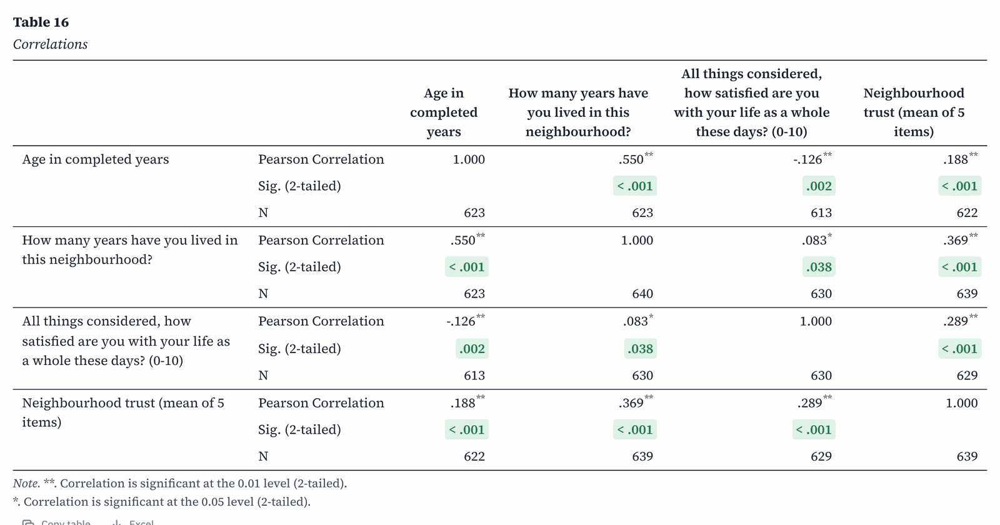 Table 16
Correlations
Age in completed years
How many years have you lived in this neighbourhood?
All things considered, how satisfied are you with your life as a whole these days? (0-10)
Neighbourhood trust (mean of 5 items)
Age in completed years Pearson Correlation 1.000 .550** -.126** .188**
Sig. (2-tailed) < .001 .002 < .001
N 623 623 613 622
How many years have you lived in Pearson Correlation .550** 1.000 .083* .369**
this neighbourhood? Sig. (2-tailed) < .001 .038 < .001
N 623 640 630 639
All things considered, how Pearson Correlation -.126** .083* 1.000 .289**
satisfied are you with your life as Sig. (2-tailed) .002 .038 < .001
a whole these days? (0-10)
N 613 630 630 629
Neighbourhood trust (mean of 5 Pearson Correlation .188** .369** .289** 1.000
items) Sig. (2-tailed) < .001 < .001 < .001
N 622 639 629 639
Note. **. Correlation is significant at the 0.01 level (2-tailed).
*. Correlation is significant at the 0.05 level (2-tailed).
Copy table Excel